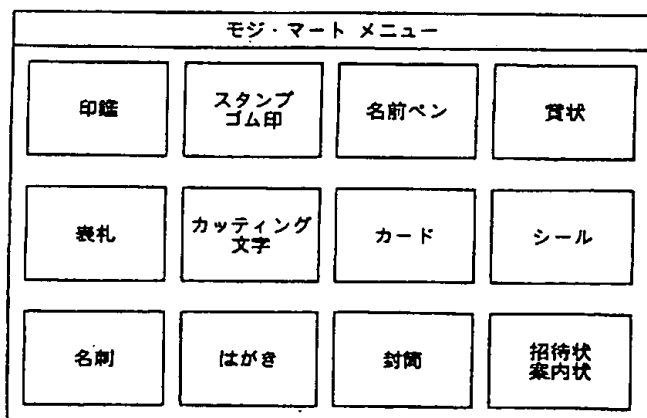 モジ・マート メニュー
印鑑
スタンプ
ゴム印
名前ペン
賞状
表札
カッティング
文字
カード
シール
名刺
はがき
封筒
招待状
案内状